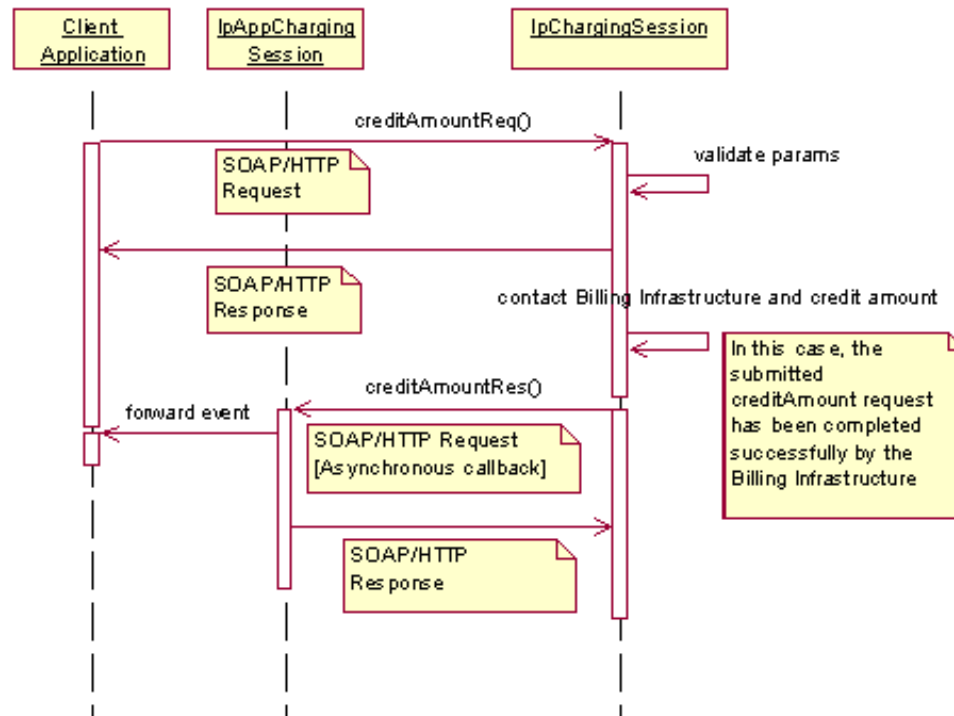 Client
Application
IpAppCharging
Session
IpChargingSession
creditAmountReq()
validate params
SOAP/HTTP
Request
SOAP/HTTP
Response
contact Billing Infrastructure and credit amount
In this case, the
submitted
creditAmount request
has been completed
successfully by the
Billing Infrastructure
creditAmountRes()
forward event
SOAP/HTTP Request
[Asynchronous callback]
SOAP/HTTP
Response